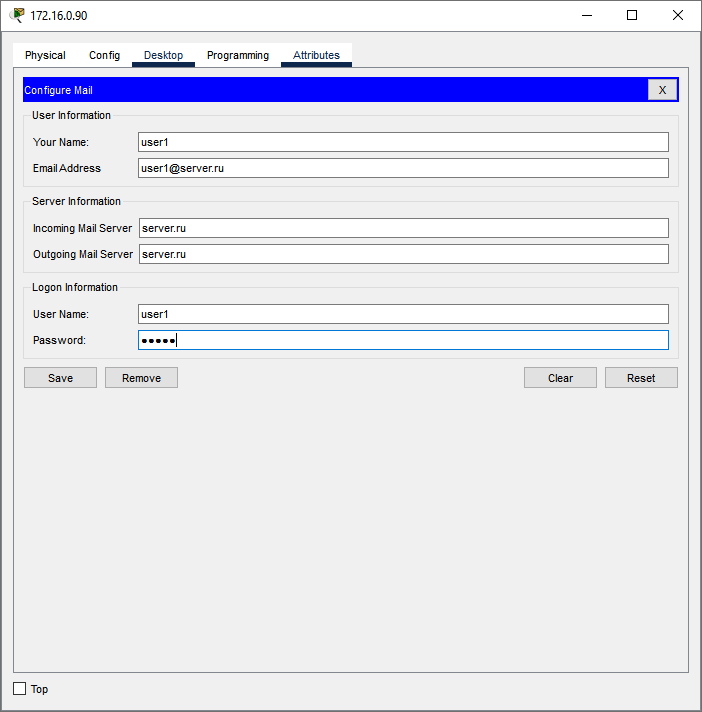 172.16.0.90
Physical Config Desktop Programming Attributes
Configure Mail X
User Information
Your Name: user1
Email Address user1@server.ru
Server Information
Incoming Mail Server server.ru
Outgoing Mail Server server.ru
Logon Information
User Name: user1
Password: •••••
Save Remove Clear Reset
Top